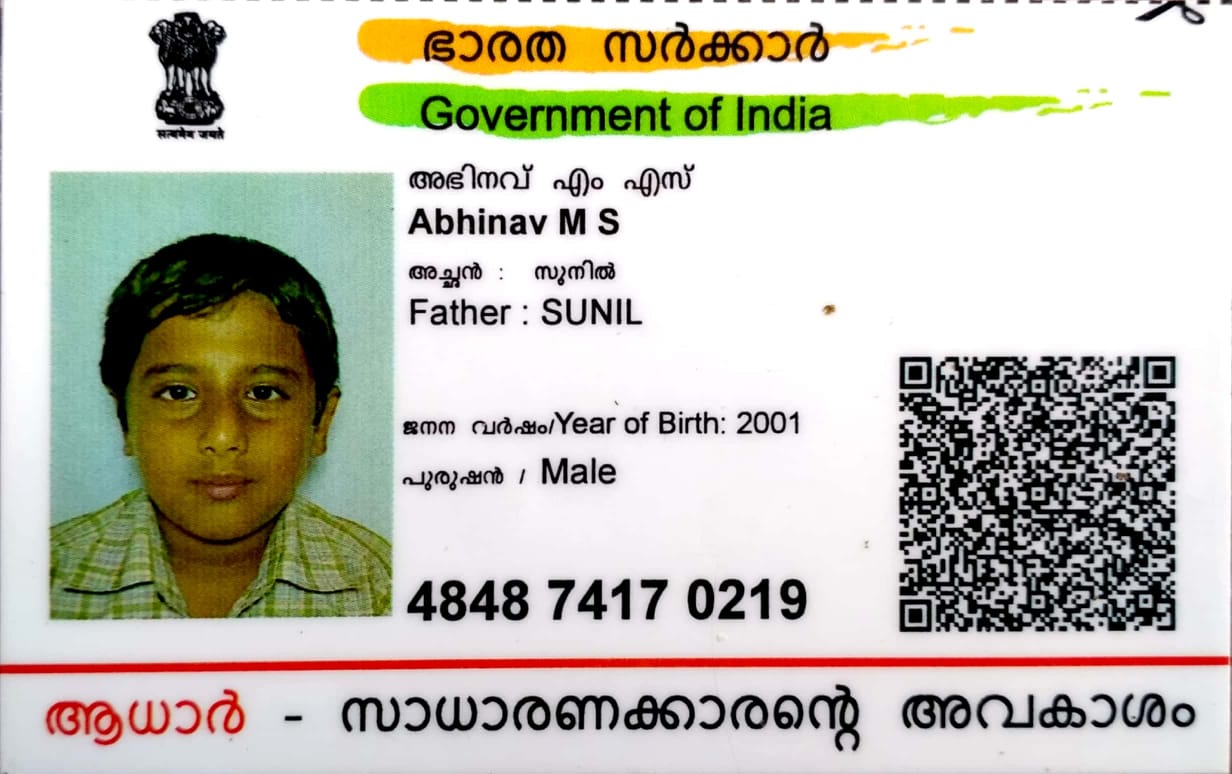 सत्यमेव जयते
ഭാരത സർക്കാർ
Government of India
അഭിനവ് എം എസ്
Abhinav M S
അച്ഛൻ : സുനിൽ
Father : SUNIL
ജനന വർഷം/Year of Birth: 2001
പുരുഷൻ / Male
4848 7417 0219
ആധാർ - സാധാരണക്കാരന്റെ അവകാശം